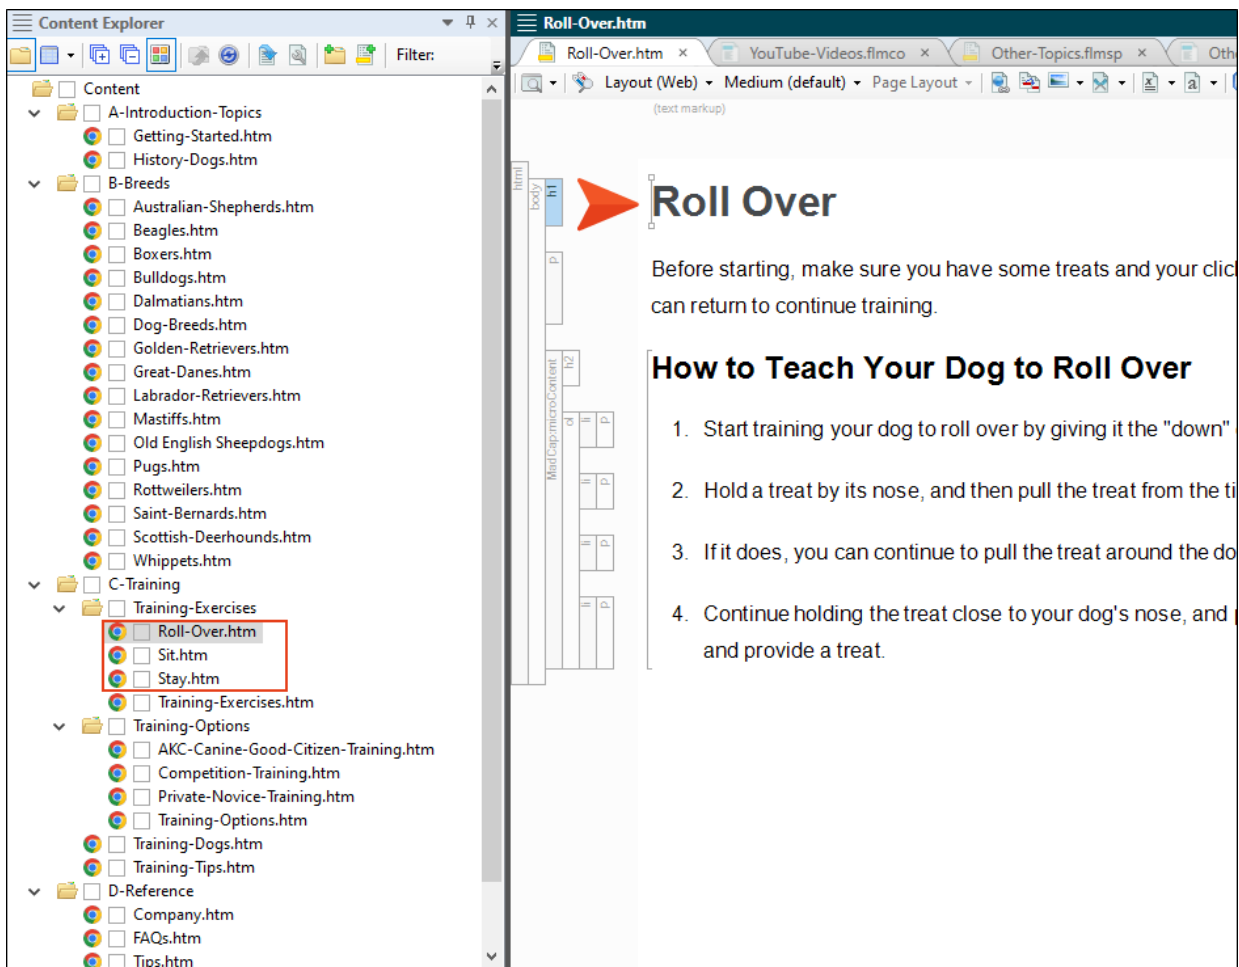 Content Explorer
Filter:
Content
A-Introduction-Topics
Getting-Started.htm
History-Dogs.htm
B-Breeds
Australian-Shepherds.htm
Beagles.htm
Boxers.htm
Bulldogs.htm
Dalmatians.htm
Dog-Breeds.htm
Golden-Retrievers.htm
Great-Danes.htm
Labrador-Retrievers.htm
Mastiffs.htm
Old English Sheepdogs.htm
Pugs.htm
Rottweilers.htm
Saint-Bernards.htm
Scottish-Deerhounds.htm
Whippets.htm
C-Training
Training-Exercises
Roll-Over.htm
Sit.htm
Stay.htm
Training-Exercises.htm
Training-Options
AKC-Canine-Good-Citizen-Training.htm
Competition-Training.htm
Private-Novice-Training.htm
Training-Options.htm
Training-Dogs.htm
Training-Tips.htm
D-Reference
Company.htm
FAQs.htm
Tips.htm
Roll-Over.htm
Roll-Over.htm × YouTube-Videos.flmco × Other-Topics.flmsp × Oth
Layout (Web) Medium (default) Page Layout
(text markup)
html
body
h1
p
MadCap:microContent
h2
ol
li p
li p
li p
li p
Roll Over
Before starting, make sure you have some treats and your clic
can return to continue training.
How to Teach Your Dog to Roll Over
1. Start training your dog to roll over by giving it the "down"
2. Hold a treat by its nose, and then pull the treat from the ti
3. If it does, you can continue to pull the treat around the do
4. Continue holding the treat close to your dog's nose, and
and provide a treat.